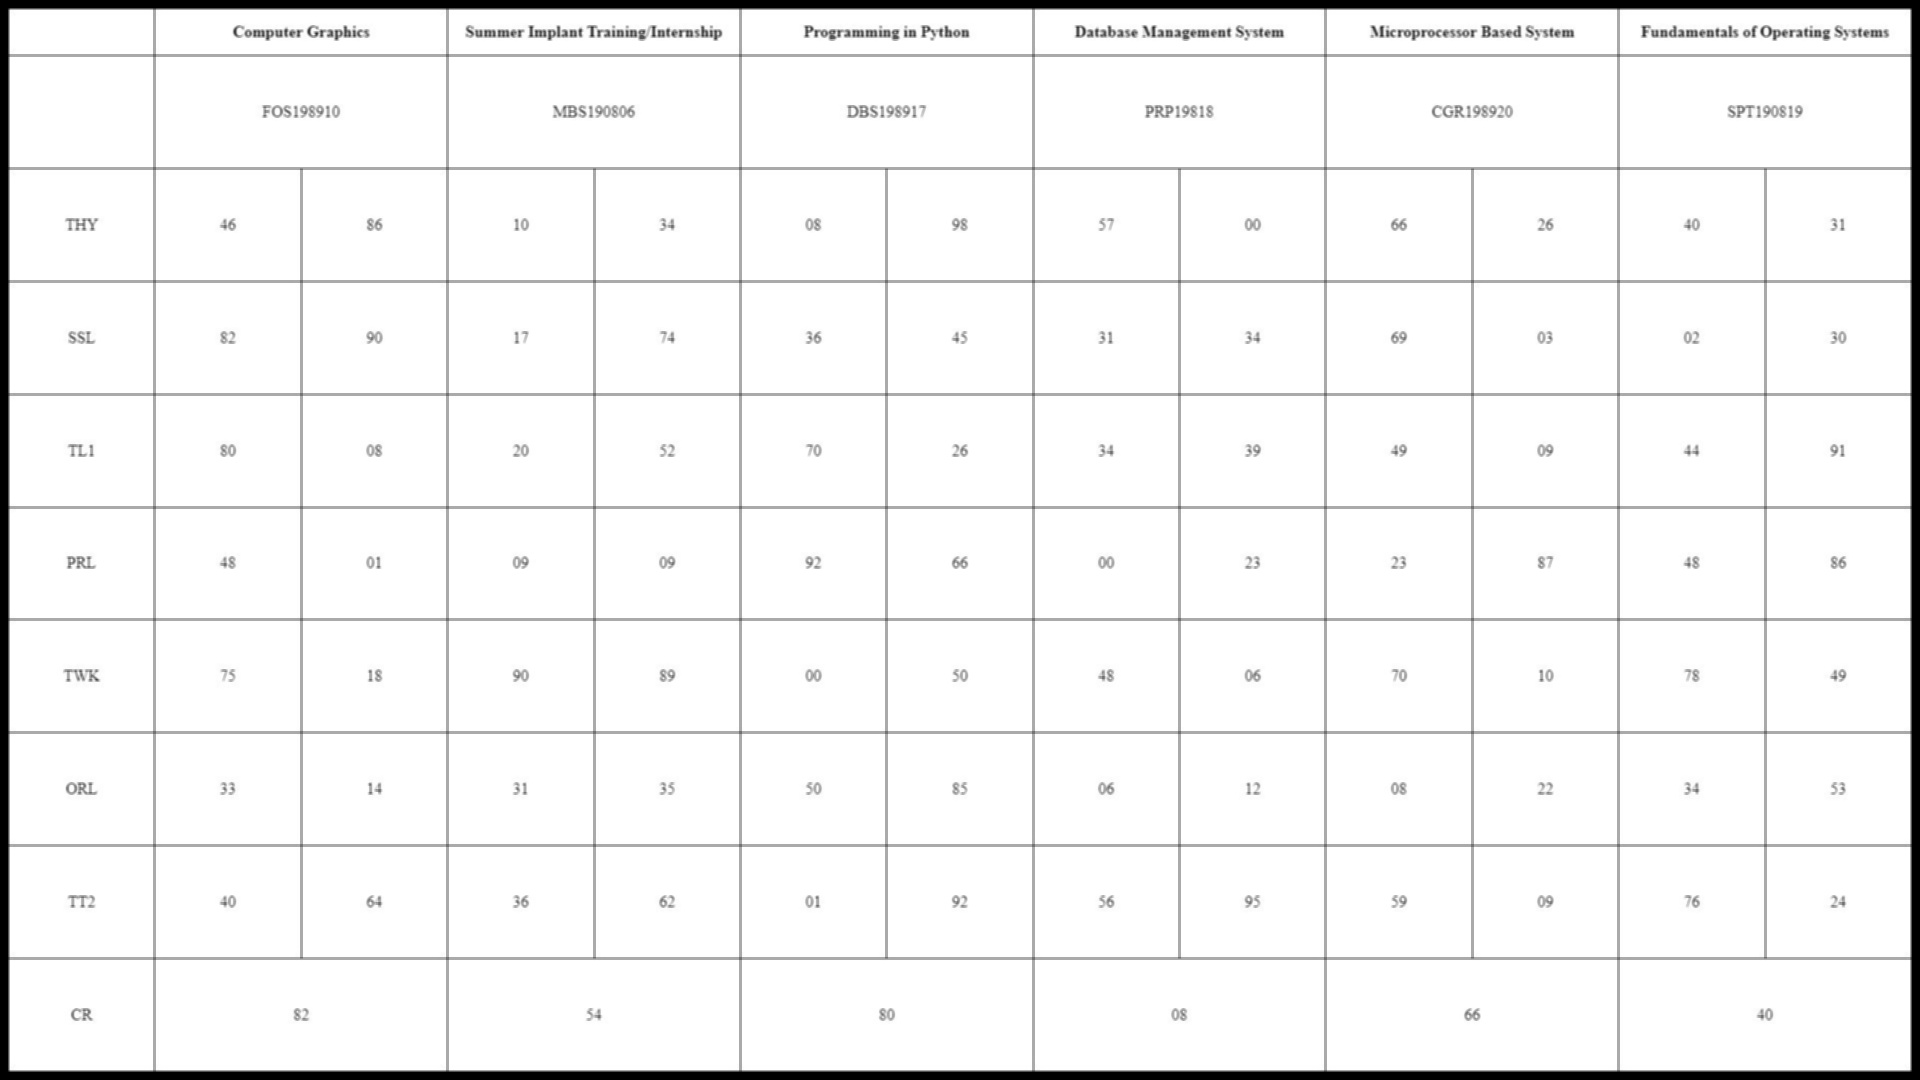 Computer Graphics Summer Implant Training/Internship Programming in Python Database Management System Microprocessor Based System Fundamentals of Operating Systems
FOS198910 MBS190806 DBS198917 PRP19818 CGR198920 SPT190819
THY 46 86 10 34 08 98 57 00 66 26 40 31
SSL 82 90 17 74 36 45 31 34 69 03 02 30
TL1 80 08 20 52 70 26 34 39 49 09 44 91
PRL 48 01 09 09 92 66 00 23 23 87 48 86
TWK 75 18 90 89 00 50 48 06 70 10 78 49
ORL 33 14 31 35 50 85 06 12 08 22 34 53
TT2 40 64 36 62 01 92 56 95 59 09 76 24
CR 82 54 80 08 66 40